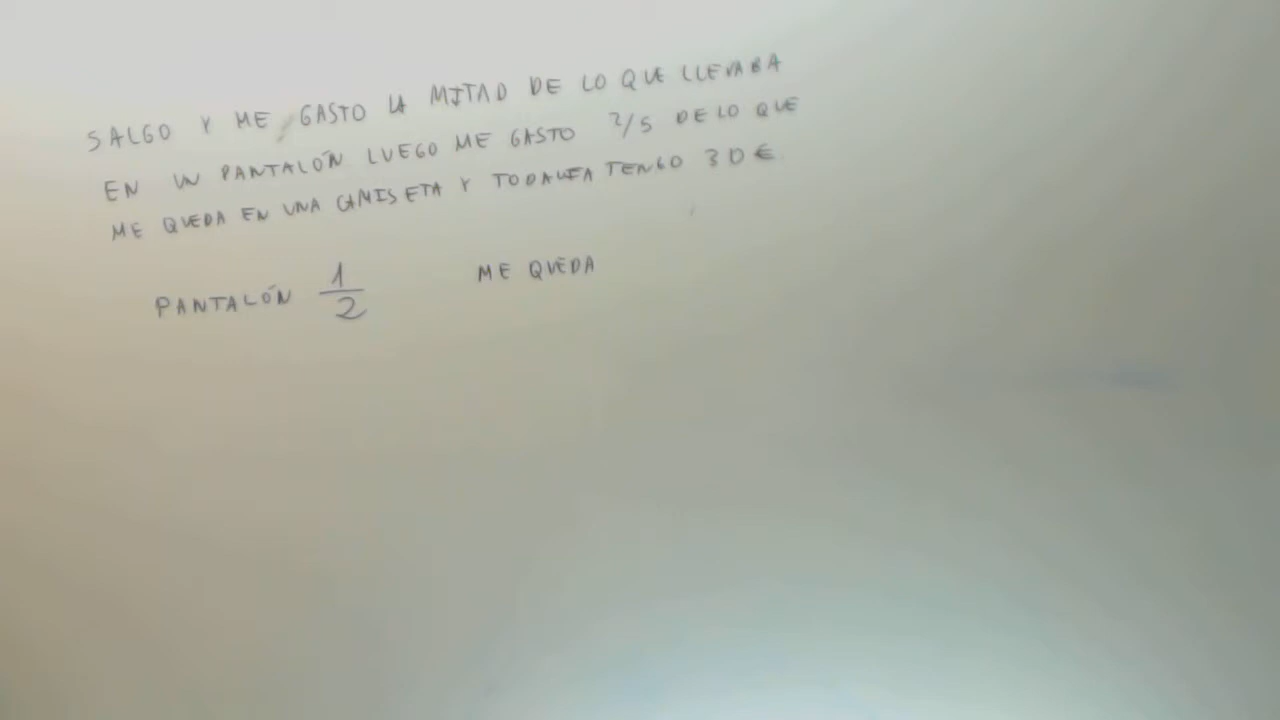 SALGO Y ME GASTO LA MITAD DE LO QUE LLEVABA
EN UN PANTALÓN LUEGO ME GASTO 2/5 DE LO QUE
ME QUEDA EN UNA CAMISETA Y TODAVÍA TENGO 30€
PANTALÓN 1/2 ME QUEDA